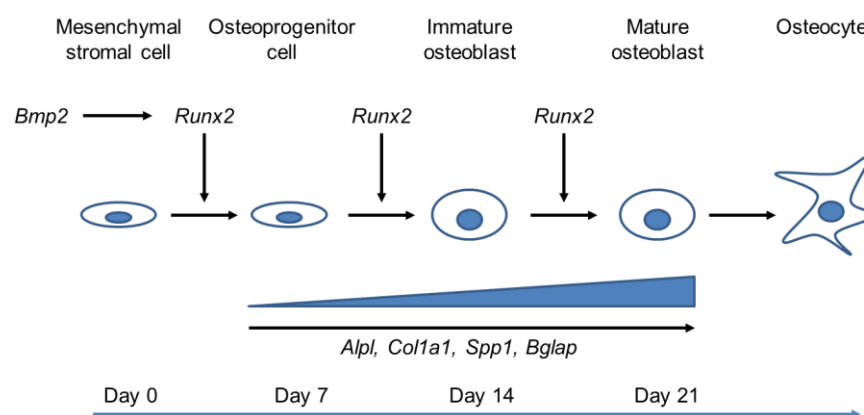 Mesenchymal stromal cell
Osteoprogenitor cell
Immature osteoblast
Mature osteoblast
Osteocyte
Bmp2
Runx2
Runx2
Runx2
Alpl, Col1a1, Spp1, Bglap
Day 0
Day 7
Day 14
Day 21